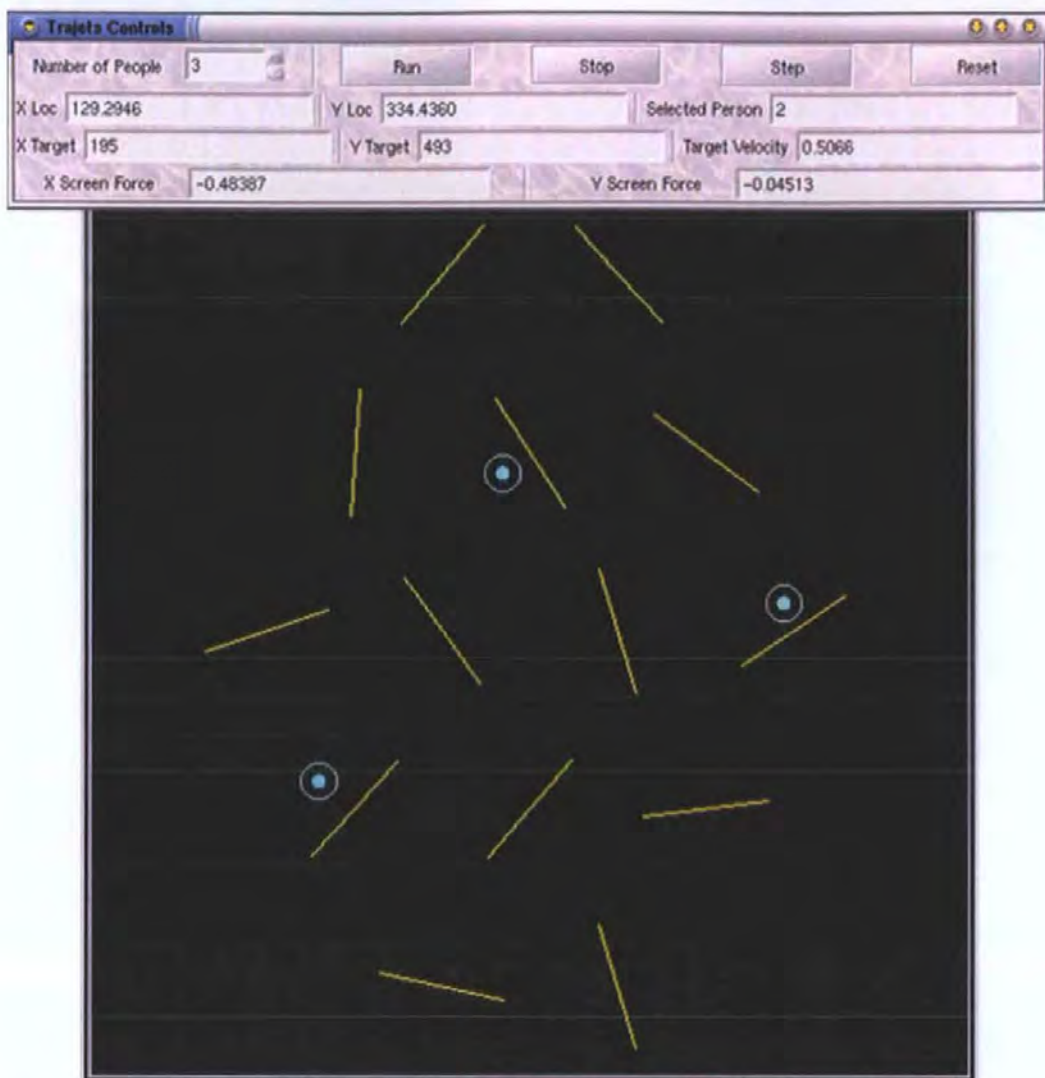 Trajets Controls
Number of People 3 Run Stop Step Reset
X Loc 129.2946 Y Loc 334.4360 Selected Person 2
X Target 195 Y Target 493 Target Velocity 0.5066
X Screen Force -0.48387 Y Screen Force -0.04513